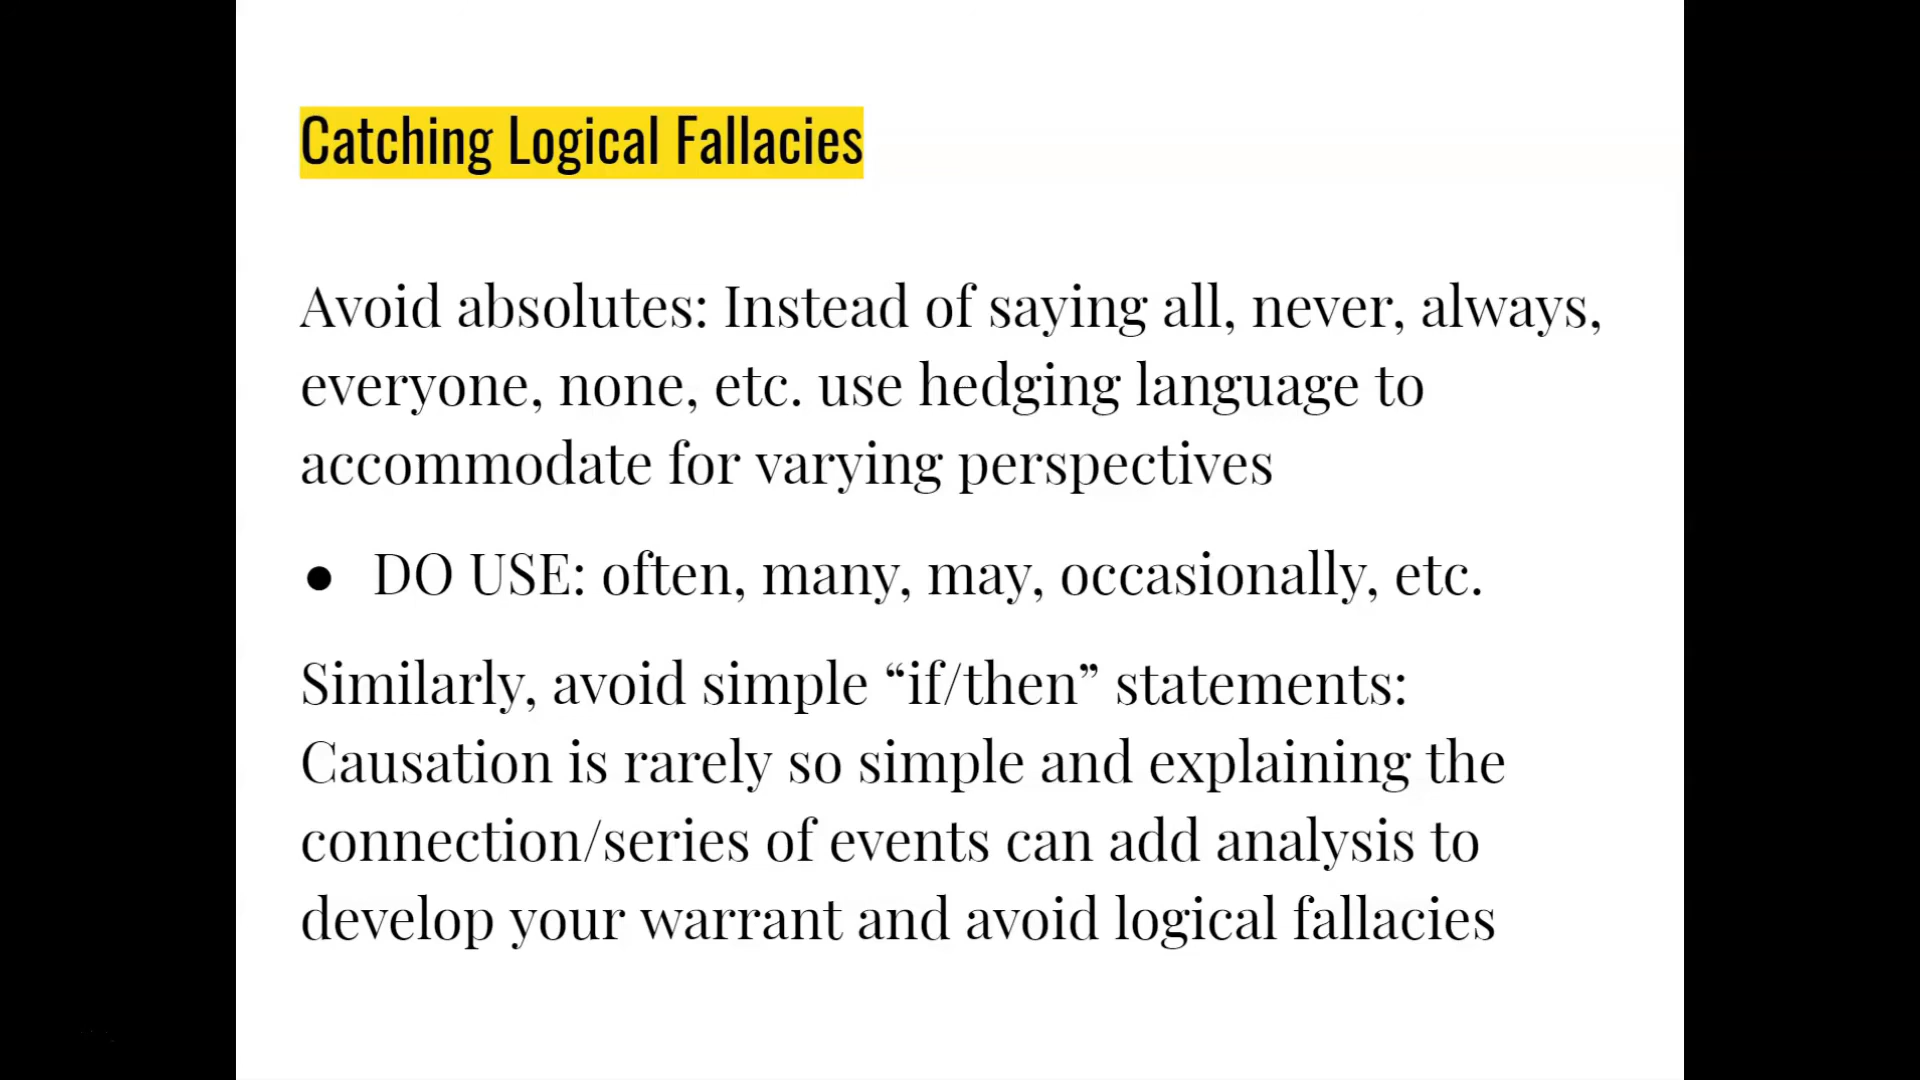 Catching Logical Fallacies
Avoid absolutes: Instead of saying all, never, always,
everyone, none, etc. use hedging language to
accommodate for varying perspectives
● DO USE: often, many, may, occasionally, etc.
Similarly, avoid simple “if/then” statements:
Causation is rarely so simple and explaining the
connection/series of events can add analysis to
develop your warrant and avoid logical fallacies